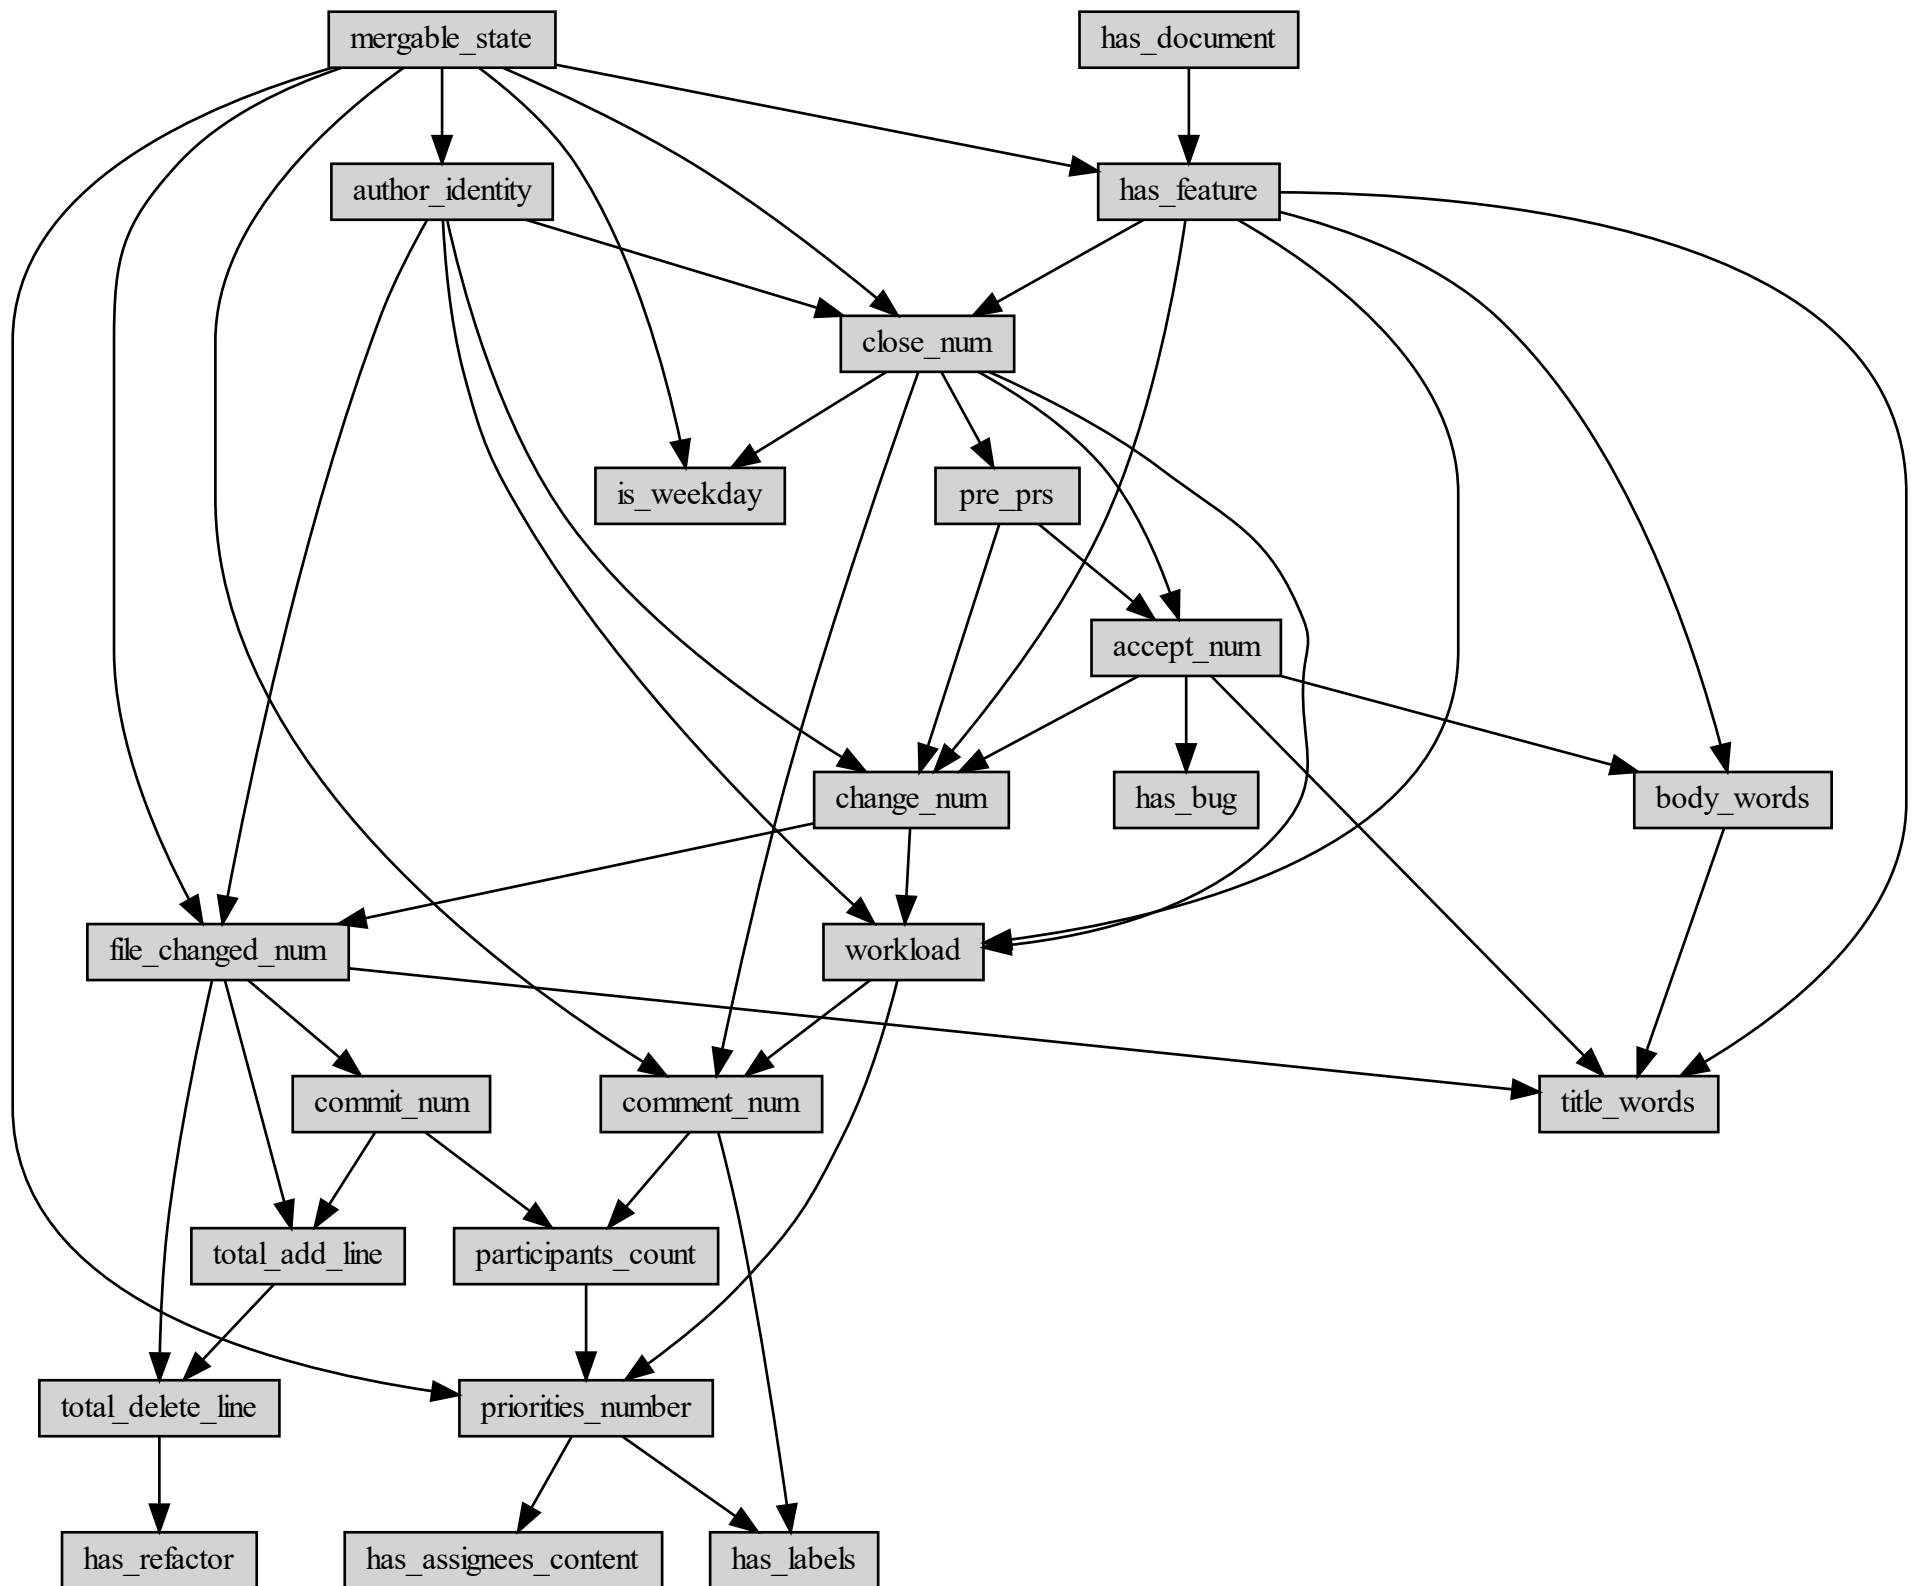 mergable_state
has_document
author_identity
has_feature
close_num
is_weekday
pre_prs
accept_num
change_num
has_bug
body_words
file_changed_num
workload
commit_num
comment_num
title_words
total_add_line
participants_count
total_delete_line
priorities_number
has_refactor
has_assignees_content
has_labels